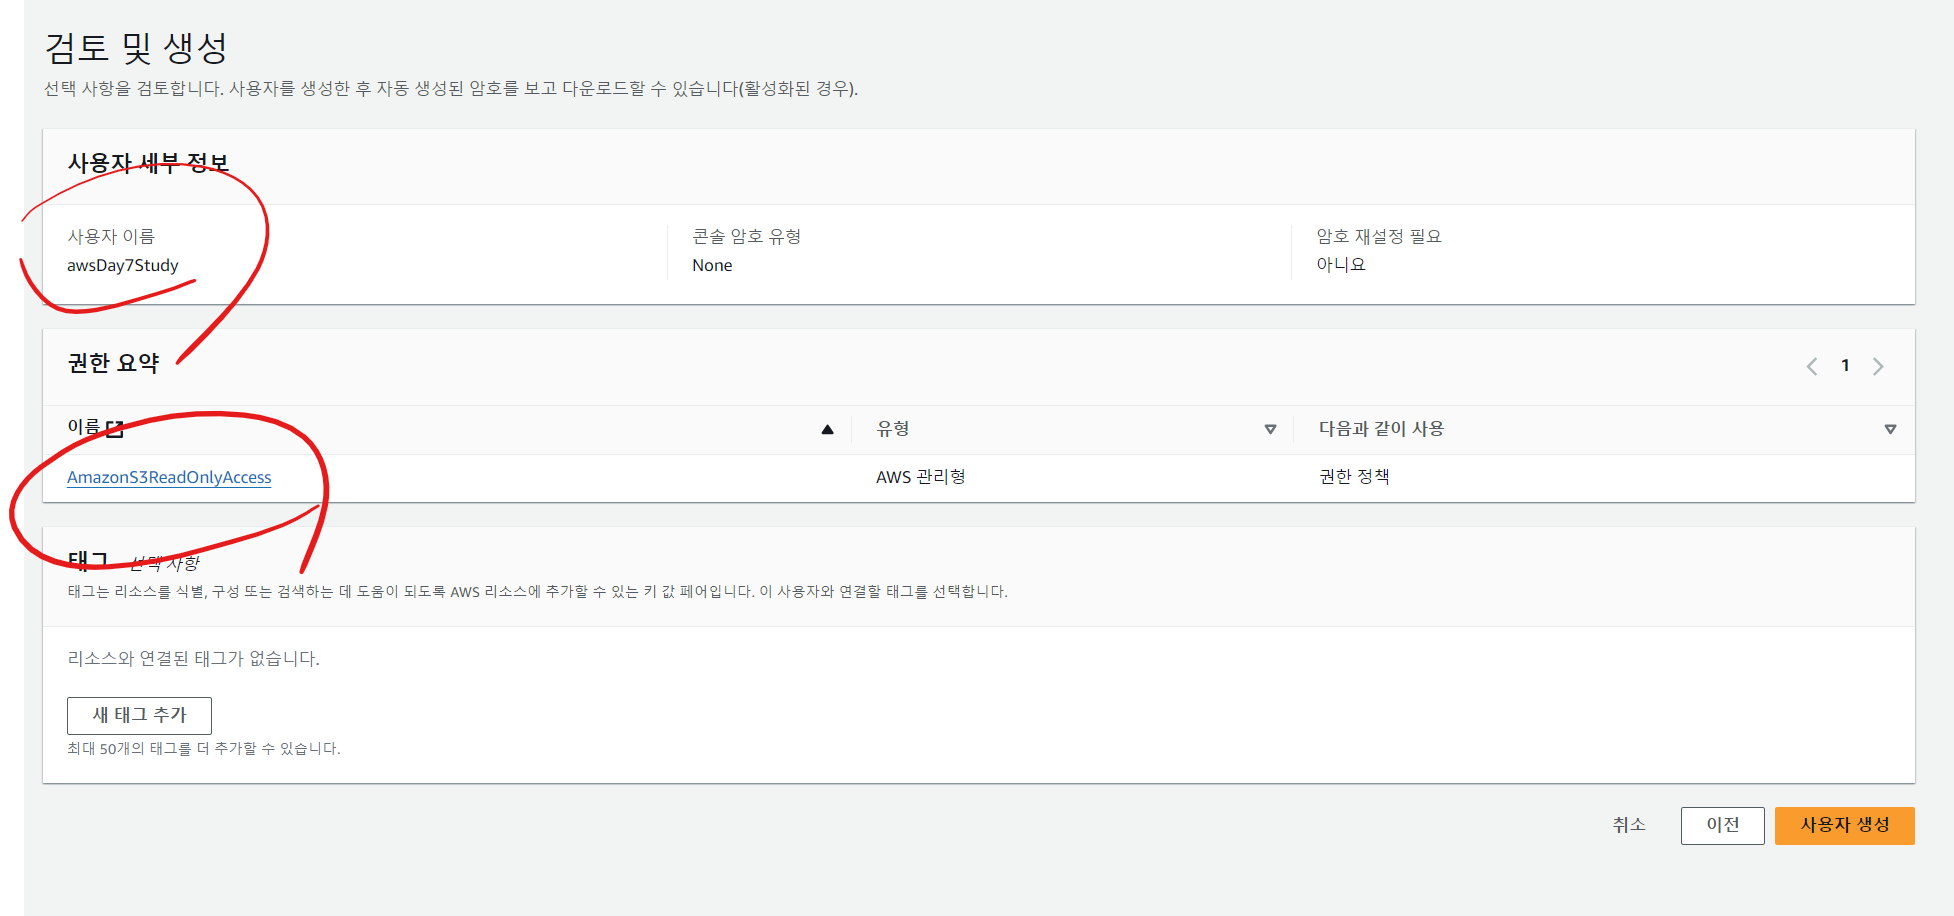 검토 및 생성
선택 사항을 검토합니다. 사용자를 생성한 후 자동 생성된 암호를 보고 다운로드할 수 있습니다(활성화된 경우).
사용자 세부 정보
사용자 이름 콘솔 암호 유형 암호 재설정 필요
awsDay7Study None 아니요
권한 요약 1
이름 유형 다음과 같이 사용
AmazonS3ReadOnlyAccess AWS 관리형 권한 정책
태그 - 선택 사항
태그는 리소스를 식별, 구성 또는 검색하는 데 도움이 되도록 AWS 리소스에 추가할 수 있는 키 값 페어입니다. 이 사용자와 연결할 태그를 선택합니다.
리소스와 연결된 태그가 없습니다.
새 태그 추가
최대 50개의 태그를 더 추가할 수 있습니다.
취소 이전 사용자 생성